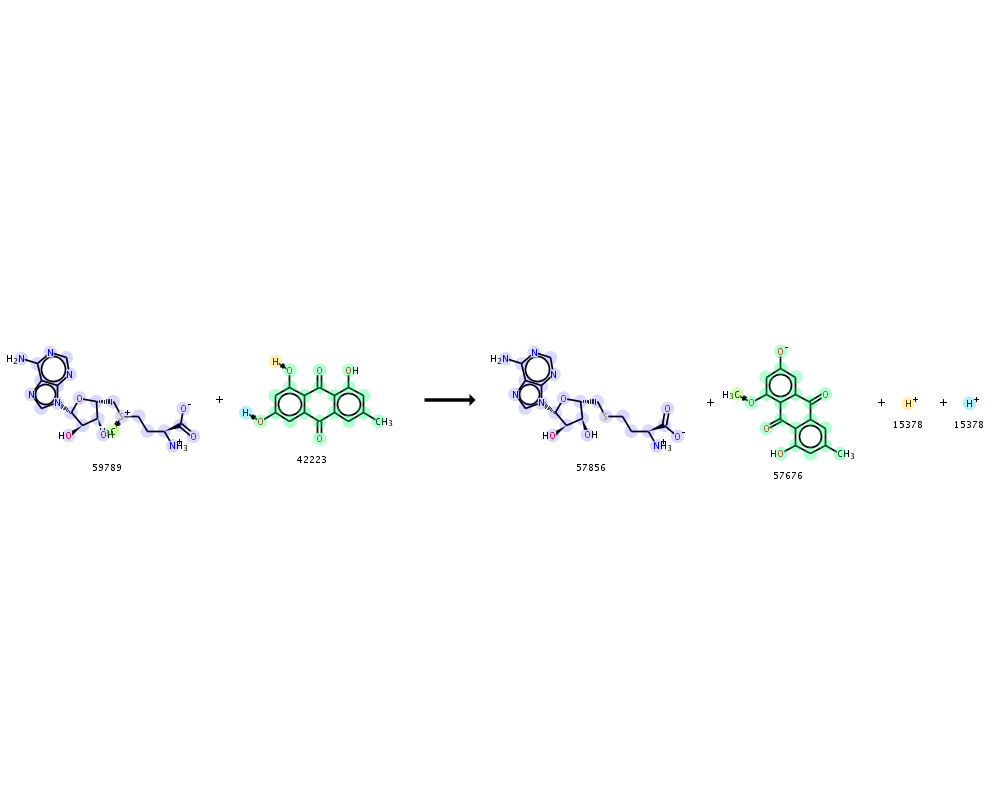 H₂N N N N N O S⁺ O⁻ O HO OH C NH₃⁺
59789
+
H O O OH H O O CH₃
42223
H₂N N N N N O S O O⁻ HO OH NH₃⁺
57856
+
O⁻ H₃C O O O HO CH₃
57676
+
H⁺
15378
+
H⁺
15378